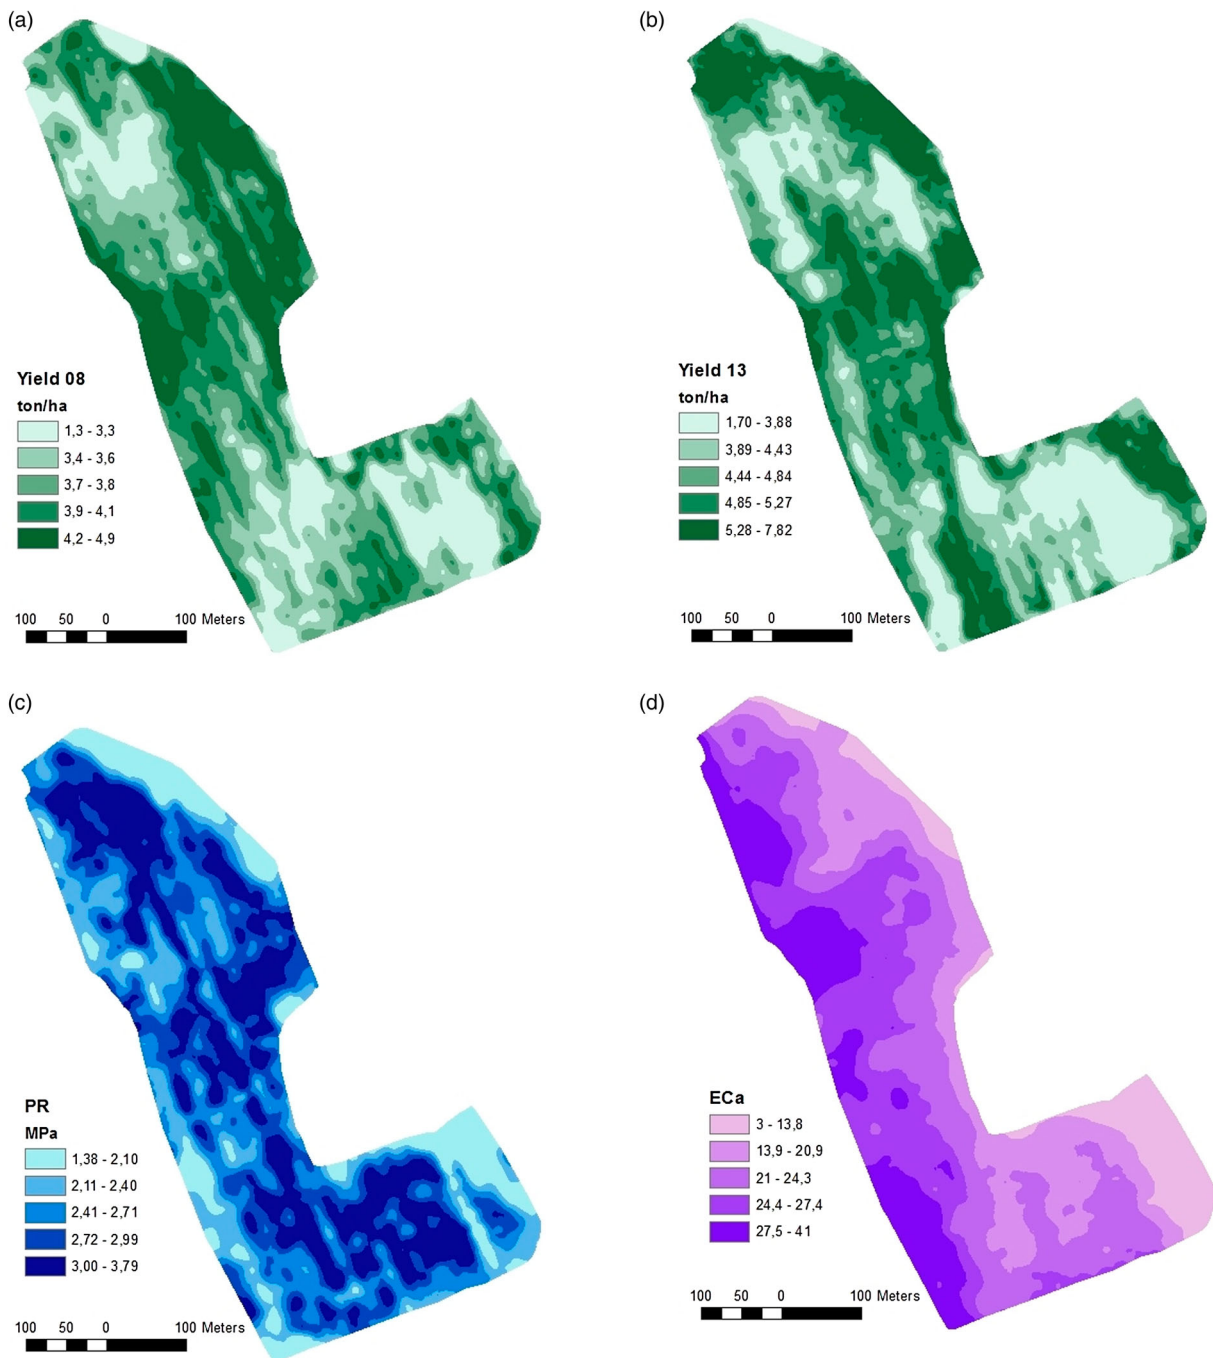 (a)
Yield 08
ton/ha
1,3 - 3,3
3,4 - 3,6
3,7 - 3,8
3,9 - 4,1
4,2 - 4,9
100 50 0 100 Meters
(b)
Yield 13
ton/ha
1,70 - 3,88
3,89 - 4,43
4,44 - 4,84
4,85 - 5,27
5,28 - 7,82
100 50 0 100 Meters
(c)
PR
MPa
1,38 - 2,10
2,11 - 2,40
2,41 - 2,71
2,72 - 2,99
3,00 - 3,79
100 50 0 100 Meters
(d)
ECa
3 - 13,8
13,9 - 20,9
21 - 24,3
24,4 - 27,4
27,5 - 41
100 50 0 100 Meters